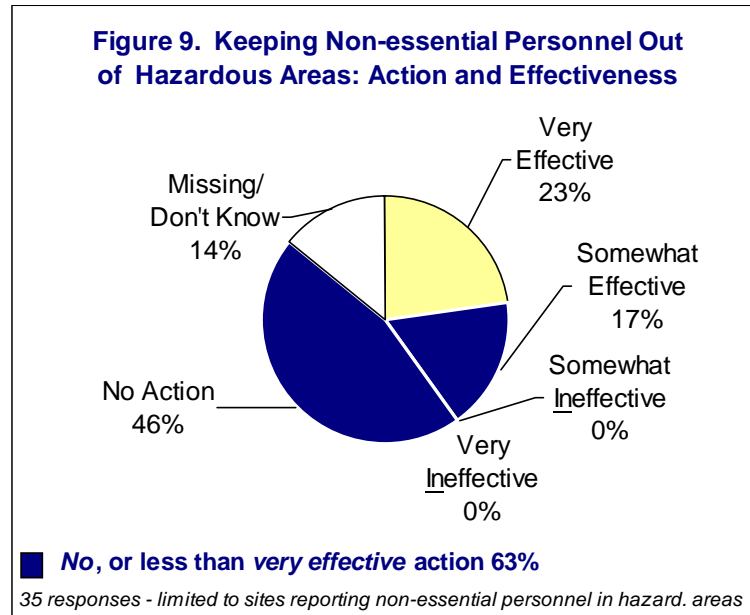 Figure 9. Keeping Non-essential Personnel Out
of Hazardous Areas: Action and Effectiveness
Very
Effective
23%
Missing/
Don't Know
14%
Somewhat
Effective
17%
Somewhat
Ineffective
0%
No Action
46%
Very
Ineffective
0%
No, or less than very effective action 63%
35 responses - limited to sites reporting non-essential personnel in hazard. areas